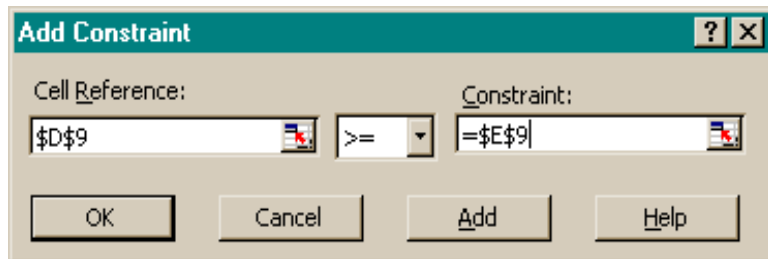 Add Constraint ? X
Cell Reference: Constraint:
$D$9 >= =$E$9
OK Cancel Add Help